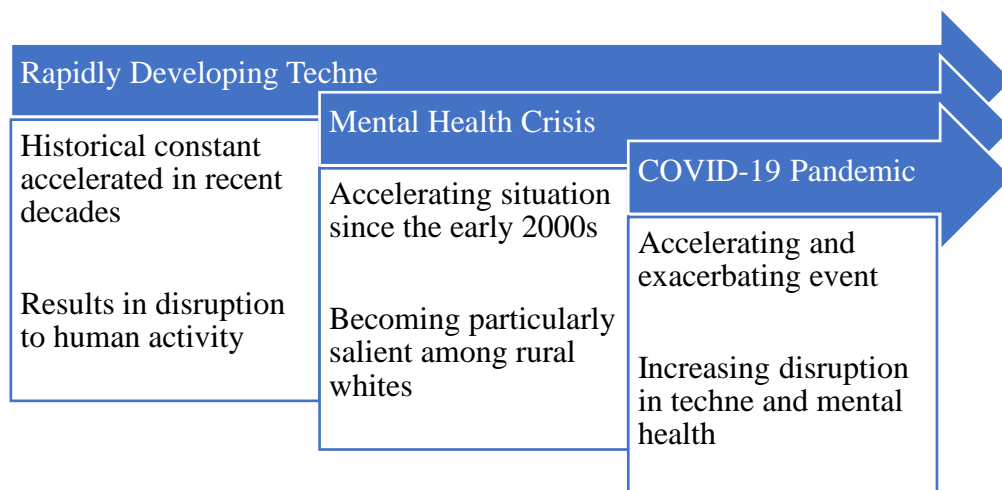 Rapidly Developing Techne
Historical constant
accelerated in recent
decades
Results in disruption
to human activity
Mental Health Crisis
Accelerating situation
since the early 2000s
Becoming particularly
salient among rural
whites
COVID-19 Pandemic
Accelerating and
exacerbating event
Increasing disruption
in techne and mental
health